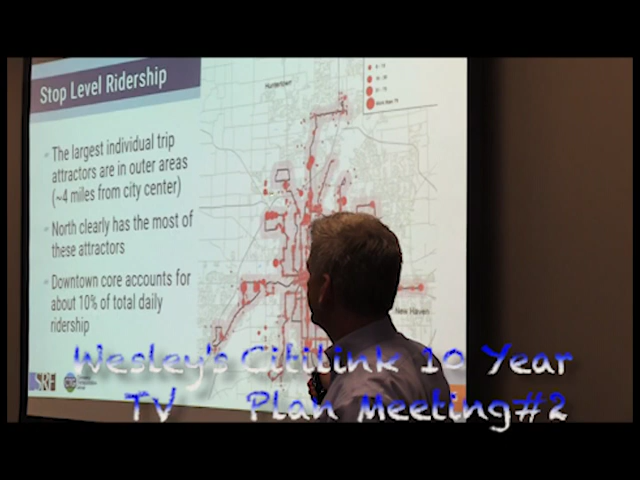 Stop Level Ridership
The largest individual trip
attractors are in outer areas
(~4 miles from city center)
North clearly has the most of
these attractors
Downtown core accounts for
about 10% of total daily
ridership
Huntertown
New Haven
SRF
Wesley's Citilink 10 Year
TV Plan Meeting#2